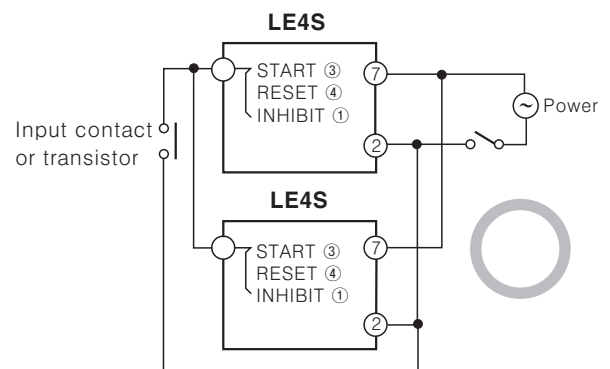 LE4S
START ③
RESET ④
INHIBIT ①
⑦
②
Power
Input contact
or transistor
LE4S
START ③
RESET ④
INHIBIT ①
⑦
②